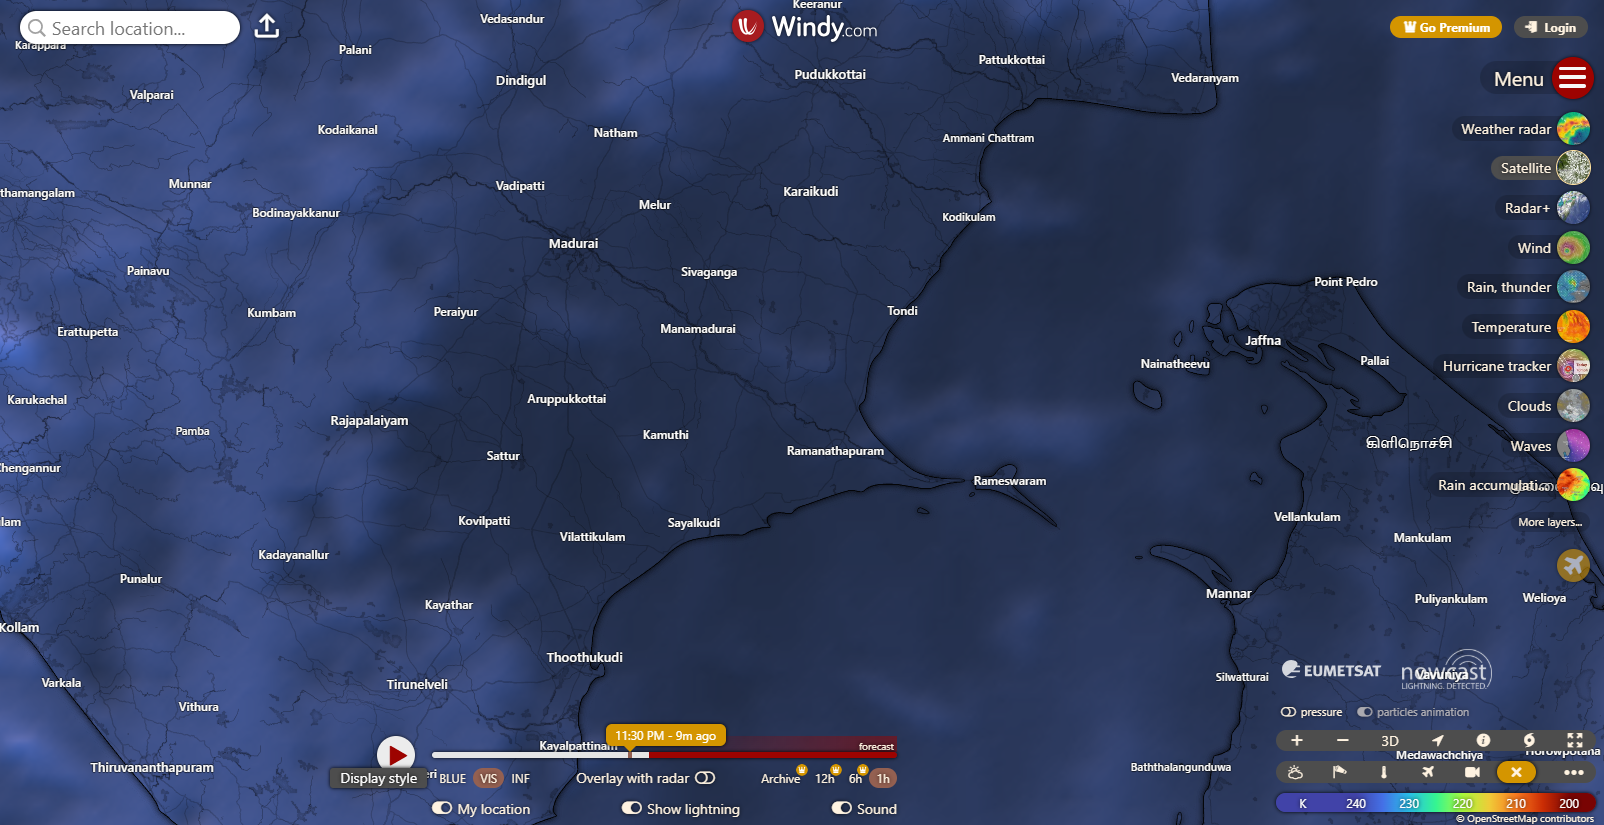 Search location...
Keeranur
Vedasandur
Windy.com
Go Premium
Login
Karappara
Palani
Pattukkottai
Dindigul
Pudukkottai
Vedaranyam
Menu
Valparai
Kodaikanal
Natham
Ammani Chattram
Weather radar
Satellite
thamangalam
Munnar
Vadipatti
Karaikudi
Bodinayakkanur
Melur
Kodikulam
Radar+
Madurai
Wind
Painavu
Sivaganga
Point Pedro
Rain, thunder
Kumbam
Peraiyur
Tondi
Erattupetta
Manamadurai
Temperature
Jaffna
Nainatheevu
Pallai
Hurricane tracker
Karukachal
Aruppukkottai
Clouds
Pamba
Rajapalaiyam
Kamuthi
கிளிநொச்சி
Waves
Chengannur
Sattur
Ramanathapuram
Rameswaram
Rain accumulati
lam
Kovilpatti
Sayalkudi
Vellankulam
More layers...
Vilattikulam
Mankulam
Kadayanallur
Punalur
Kayathar
Mannar
Puliyankulam
Welioya
Kollam
Thoothukudi
Varkala
Tirunelveli
Silwatturai
EUMETSAT
nowcast
Vavuniya
LIGHTNING. DETECTED.
Vithura
pressure
particles animation
11:30 PM - 9m ago
Kayalpattinam
forecast
3D
Horowpotana
Medawachchiya
Thiruvananthapuram
Baththalangunduwa
Display style
eri
BLUE
VIS
INF
Overlay with radar
Archive
12h
6h
1h
My location
Show lightning
Sound
K 240 230 220 210 200
© OpenStreetMap contributors